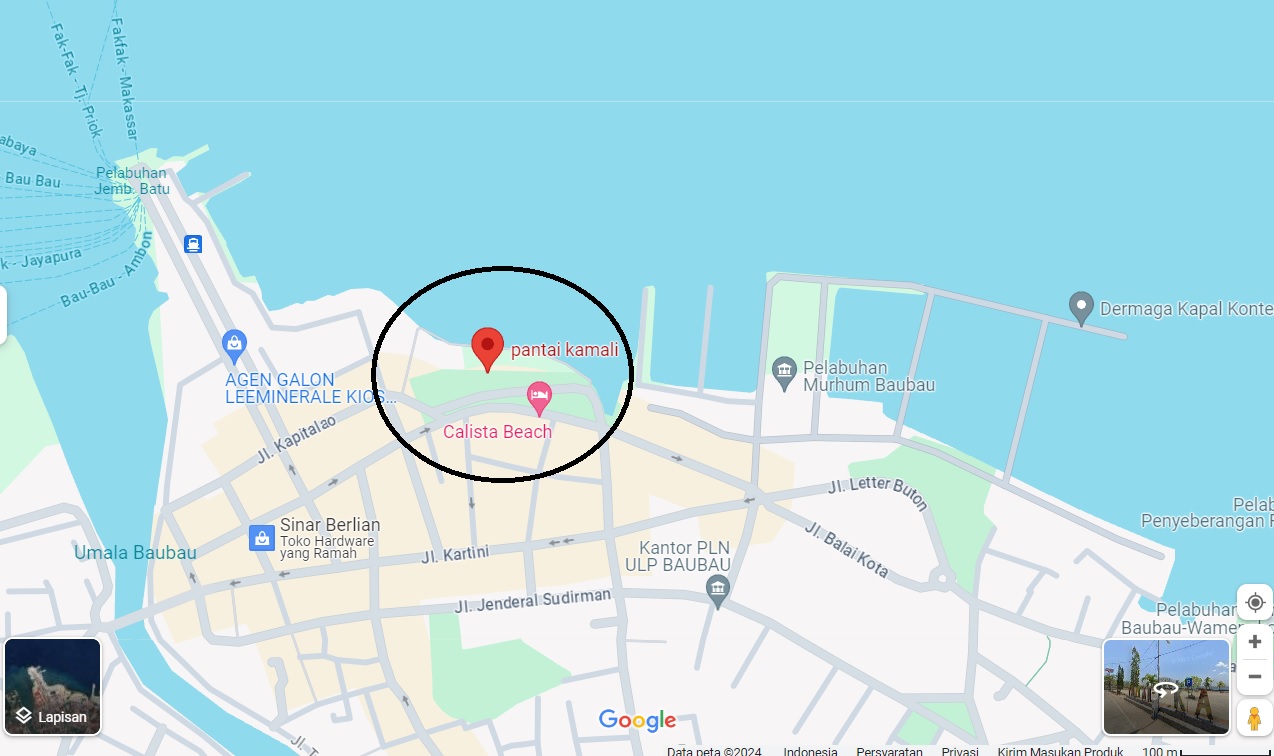 Fak-Fak - Tj. Priok
Fakfak - Makassar
abaya
Bau Bau
k - Jayapura
Bau-Bau - Ambon
Pelabuhan
Jemb. Batu
pantai kamali
Dermaga Kapal Konte
AGEN GALON
LEEMINERALE KIOS...
Pelabuhan
Murhum Baubau
Calista Beach
Jl. Kapitalao
Jl. Letter Buton
Pelab
Penyeberangan F
Sinar Berlian
Toko Hardware
yang Ramah
Umala Baubau
Jl. Kartini
Kantor PLN
ULP BAUBAU
Jl. Balai Kota
Jl. Jenderal Sudirman
Pelabuhan
Baubau-Wamen
Lapisan
Google
Jl. T
Data peta ©2024 Indonesia Persyaratan Privasi Kirim Masukan Produk 100 m